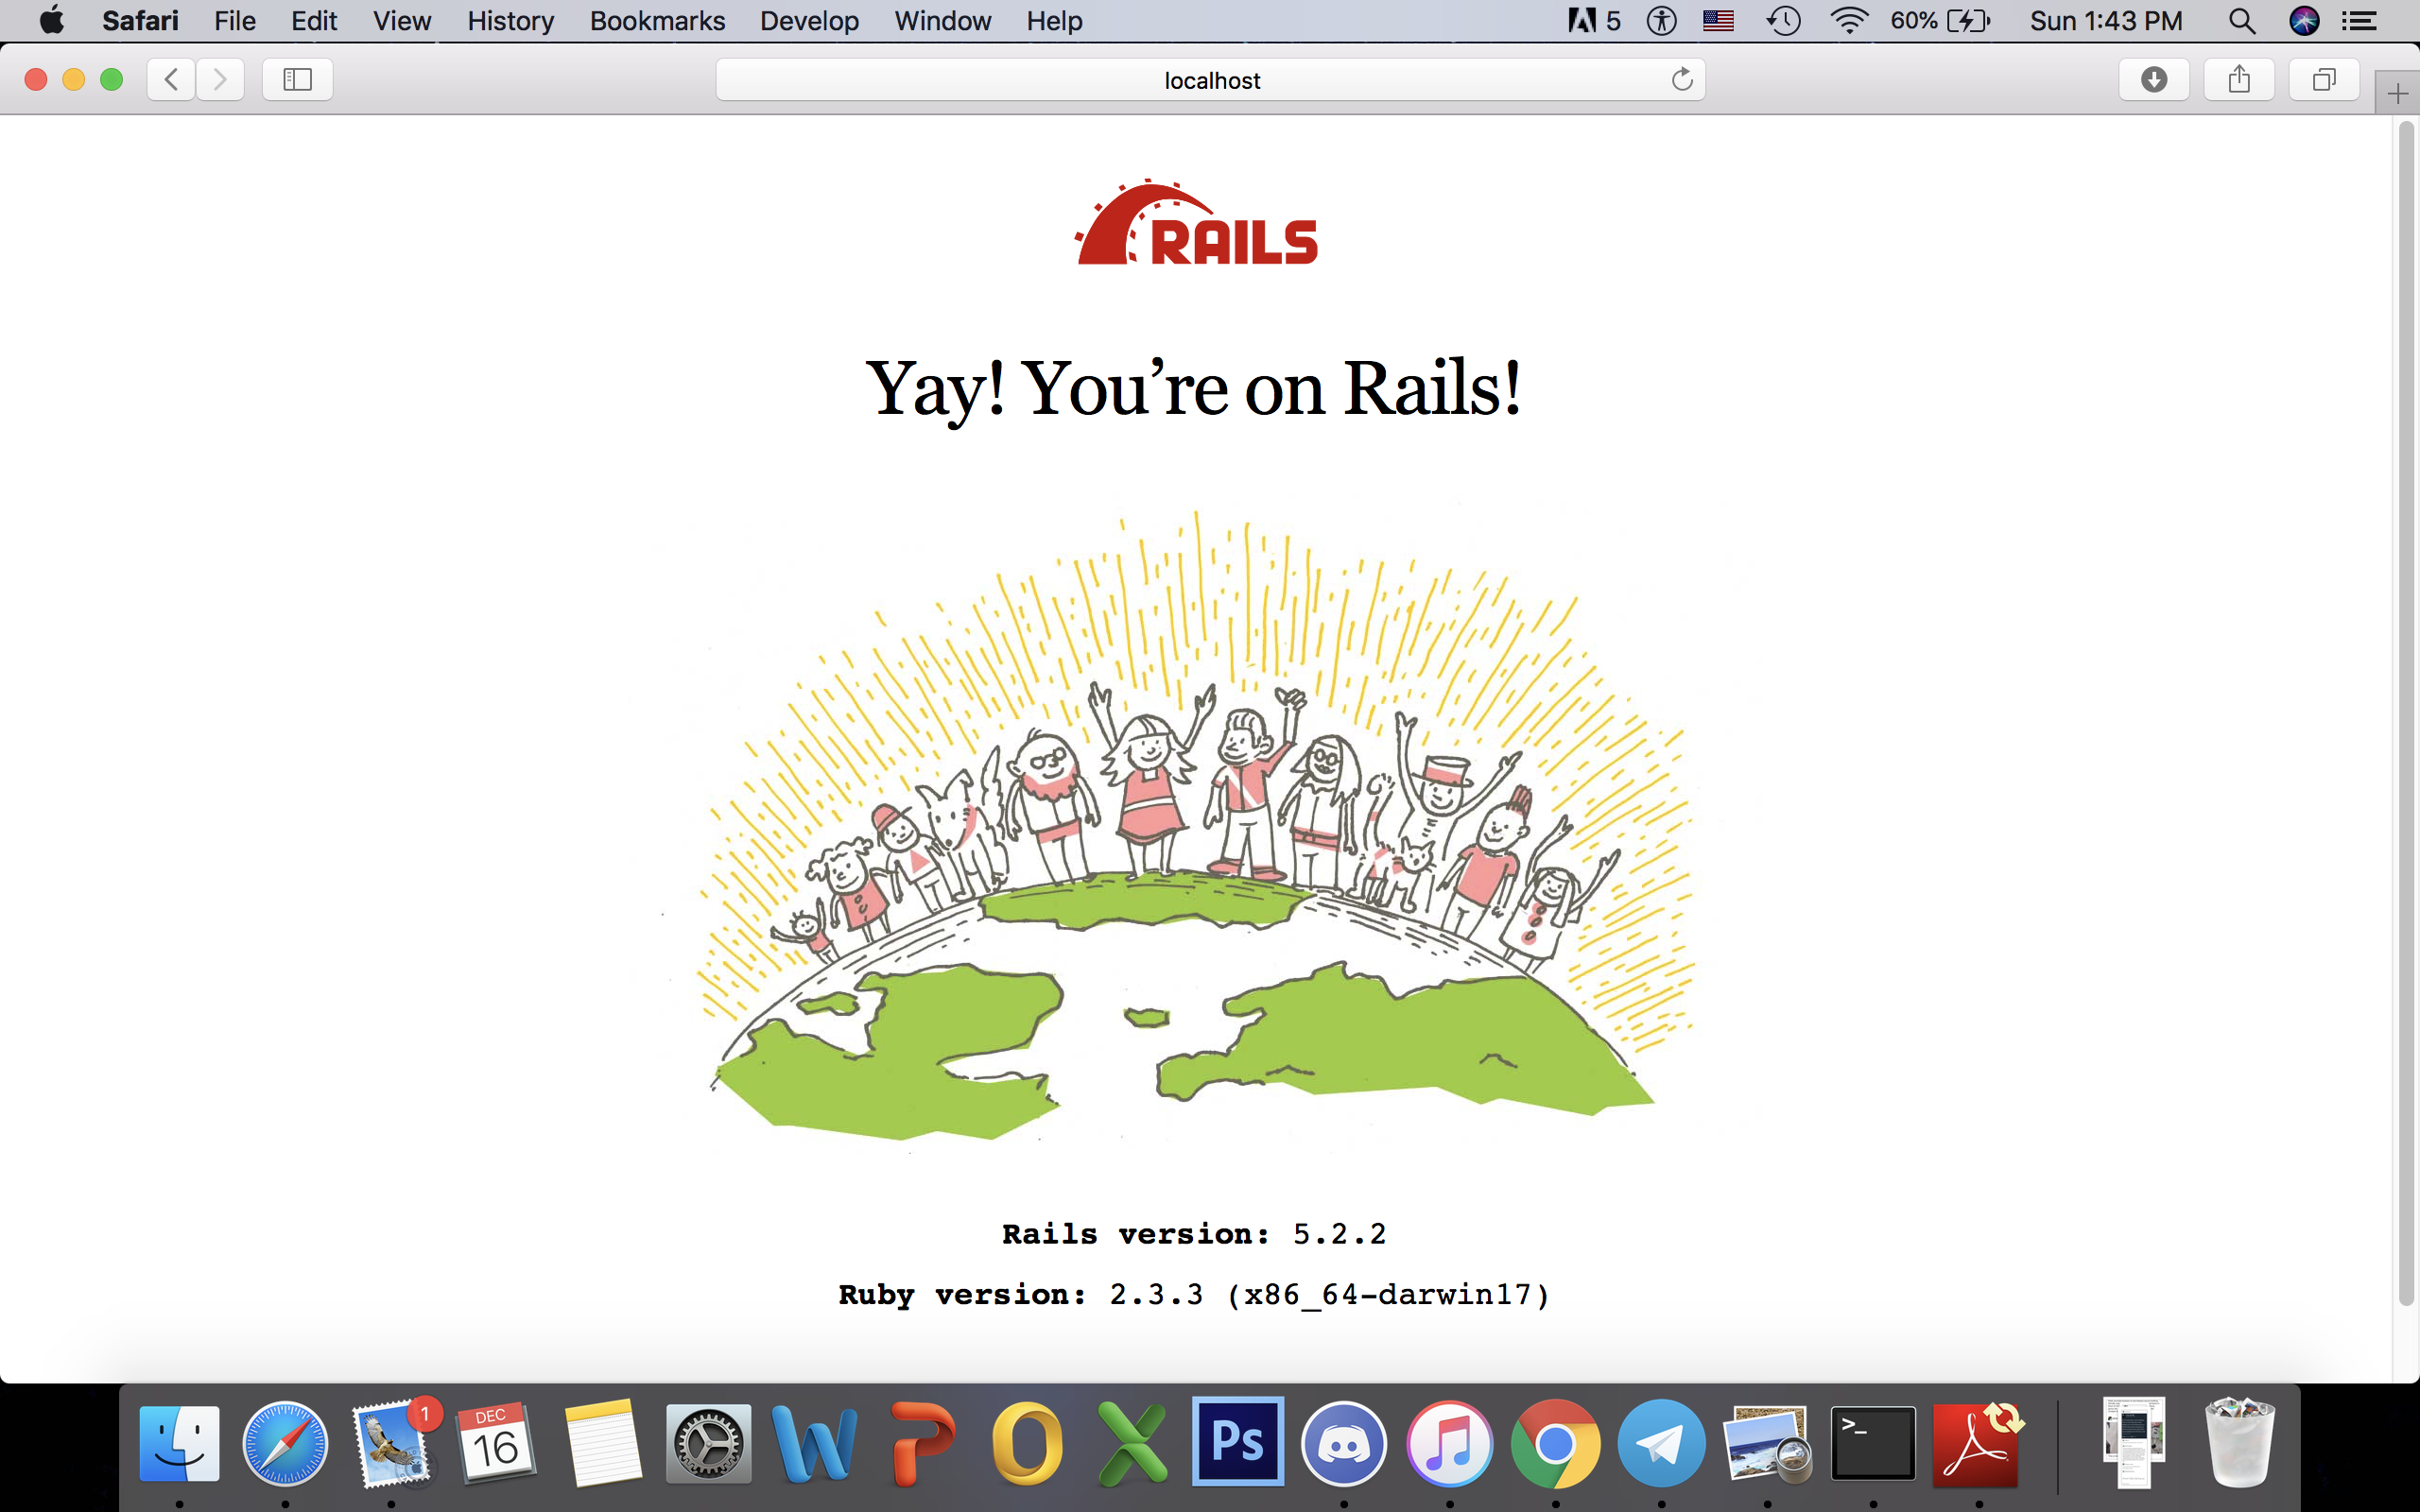 Safari File Edit View History Bookmarks Develop Window Help 5 60% Sun 1:43 PM
localhost
RAILS
Yay! You’re on Rails!
Rails version: 5.2.2
Ruby version: 2.3.3 (x86_64-darwin17)
1
DEC
16
Ps
>_